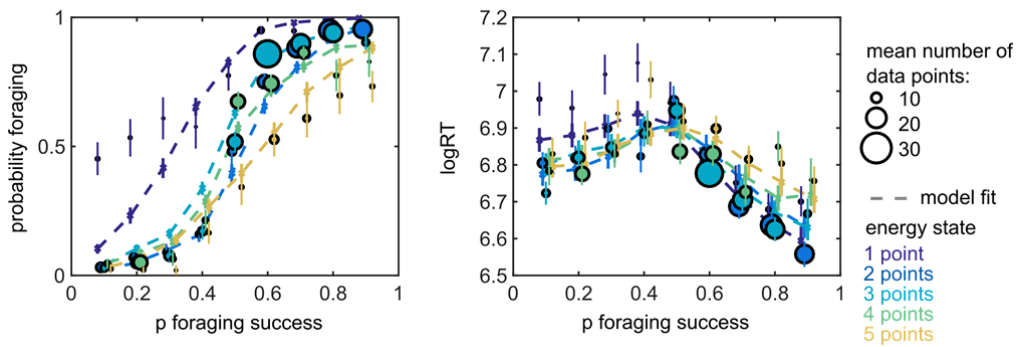 1
0.5
0
probability foraging
0 0.2 0.4 0.6 0.8 1
p foraging success
7.2
7.1
7
6.9
6.8
6.7
6.6
6.5
logRT
0 0.2 0.4 0.6 0.8 1
p foraging success
mean number of
data points:
10
20
30
model fit
energy state
1 point
2 points
3 points
4 points
5 points